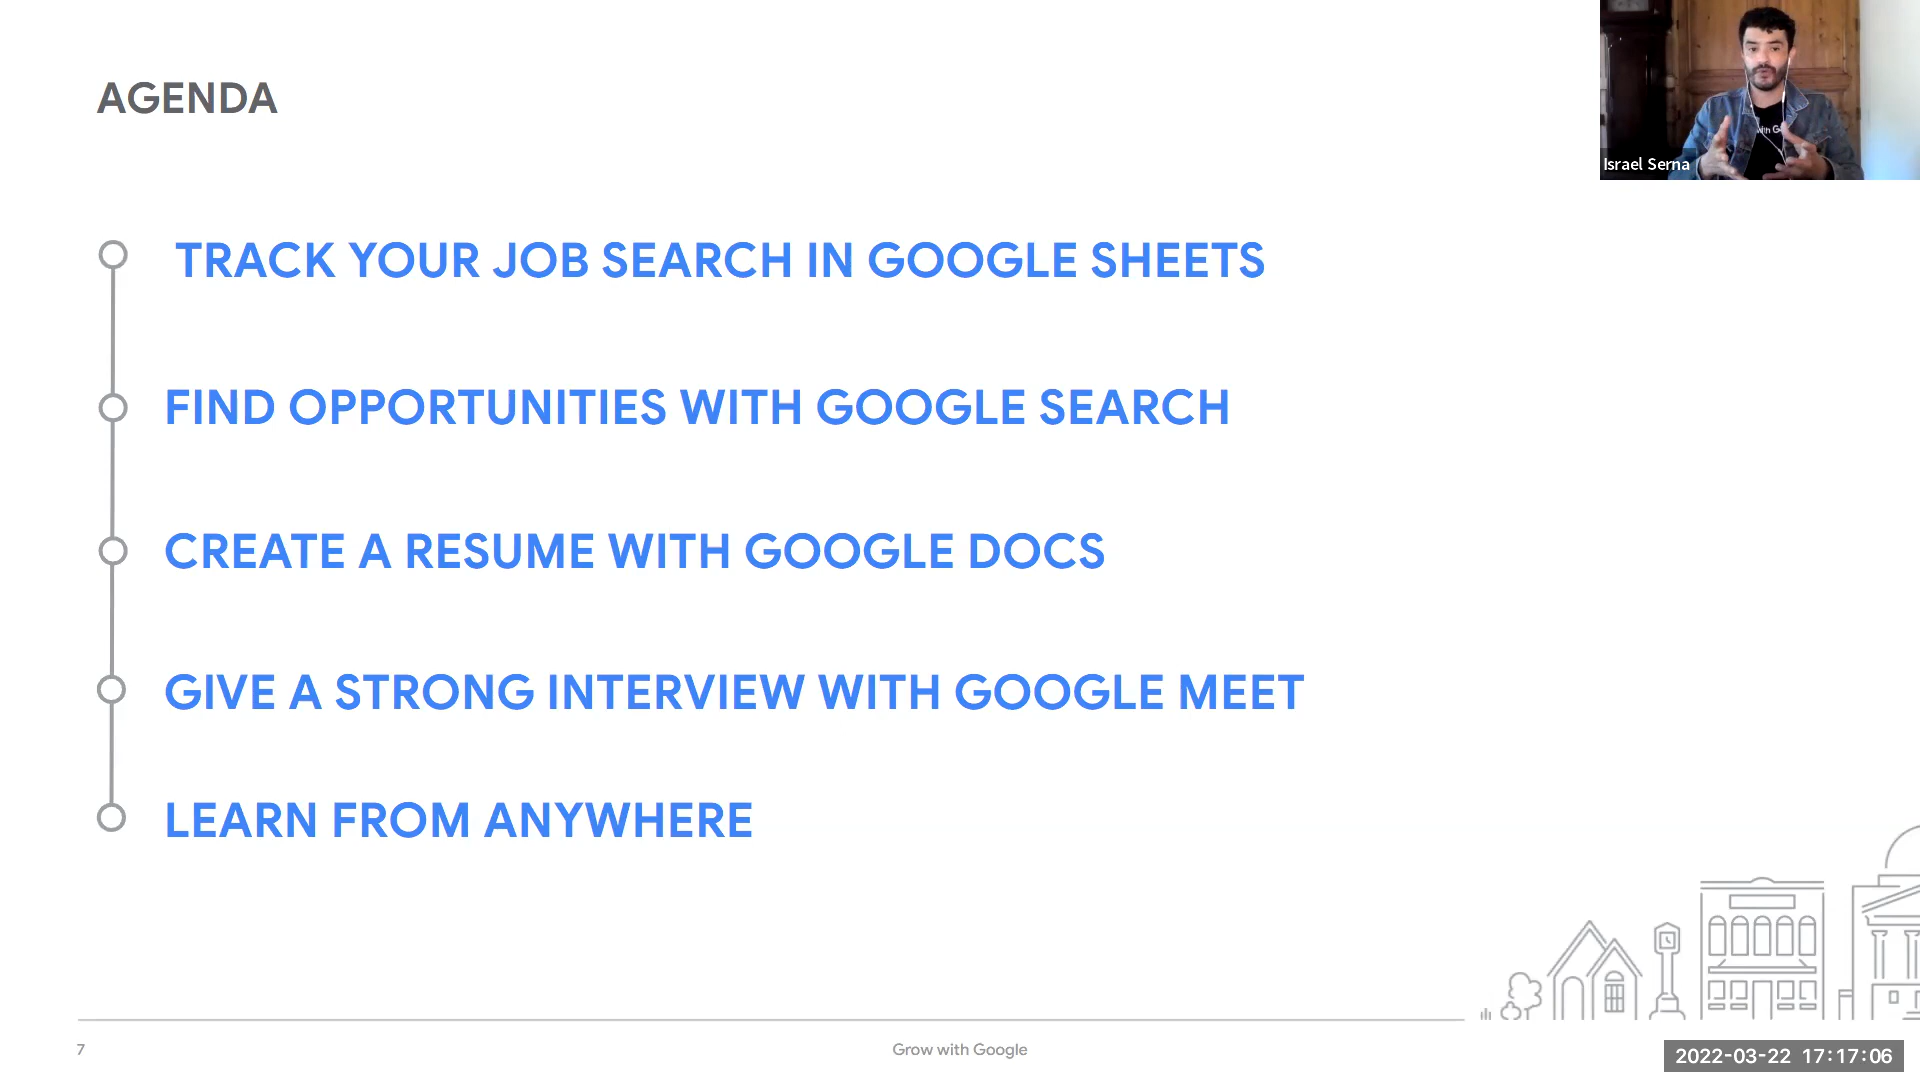 AGENDA
Israel Serna
TRACK YOUR JOB SEARCH IN GOOGLE SHEETS
FIND OPPORTUNITIES WITH GOOGLE SEARCH
CREATE A RESUME WITH GOOGLE DOCS
GIVE A STRONG INTERVIEW WITH GOOGLE MEET
LEARN FROM ANYWHERE
7
Grow with Google
2022-03-22 17:17:06